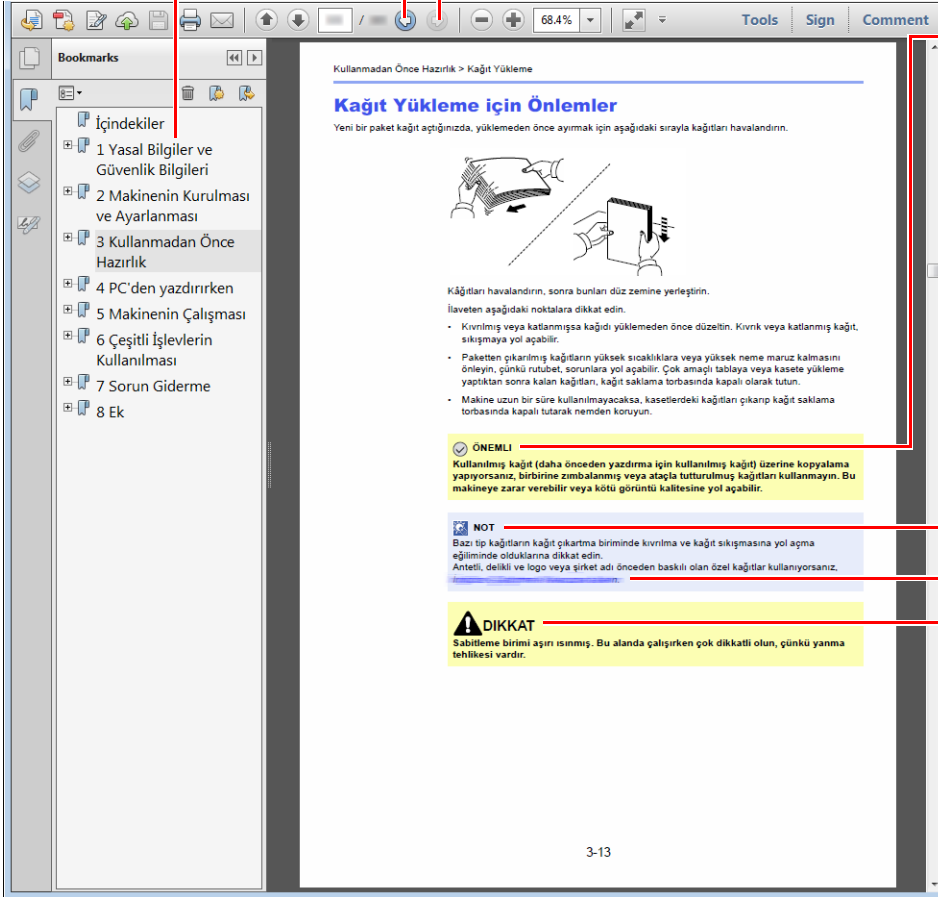 /
68.4%
Tools
Sign
Comment
Bookmarks
İçindekiler
1 Yasal Bilgiler ve
Güvenlik Bilgileri
2 Makinenin Kurulması
ve Ayarlanması
3 Kullanmadan Önce
Hazırlık
4 PC'den yazdırırken
5 Makinenin Çalışması
6 Çeşitli İşlevlerin
Kullanılması
7 Sorun Giderme
8 Ek
Kullanmadan Önce Hazırlık > Kağıt Yükleme
Kağıt Yükleme için Önlemler
Yeni bir paket kağıt açtığınızda, yüklemeden önce ayırmak için aşağıdaki sırayla kağıtları havalandırın.
Kâğıtları havalandırın, sonra bunları düz zemine yerleştirin.
İlaveten aşağıdaki noktalara dikkat edin.
• Kıvrılmış veya katlanmışsa kağıdı yüklemeden önce düzeltin. Kıvrık veya katlanmış kağıt,
sıkışmaya yol açabilir.
• Paketten çıkarılmış kağıtların yüksek sıcaklıklara veya yüksek neme maruz kalmasını
önleyin, çünkü rutubet, sorunlara yol açabilir. Çok amaçlı tablaya veya kasete yükleme
yaptıktan sonra kalan kağıtları, kağıt saklama torbasında kapalı olarak tutun.
• Makine uzun bir süre kullanılmayacaksa, kasetlerdeki kağıtları çıkarıp kağıt saklama
torbasında kapalı tutarak nemden koruyun.
ÖNEMLI
Kullanılmış kağıt (daha önceden yazdırma için kullanılmış kağıt) üzerine kopyalama
yapıyorsanız, birbirine zımbalanmış veya ataçla tutturulmuş kağıtları kullanmayın. Bu
makineye zarar verebilir veya kötü görüntü kalitesine yol açabilir.
NOT
Bazı tip kağıtların kağıt çıkartma biriminde kıvrılma ve kağıt sıkışmasına yol açma
eğiliminde olduklarına dikkat edin.
Antetli, delikli ve logo veya şirket adı önceden baskılı olan özel kağıtlar kullanıyorsanız,
DIKKAT
Sabitleme birimi aşırı ısınmış. Bu alanda çalışırken çok dikkatli olun, çünkü yanma
tehlikesi vardır.
3-13